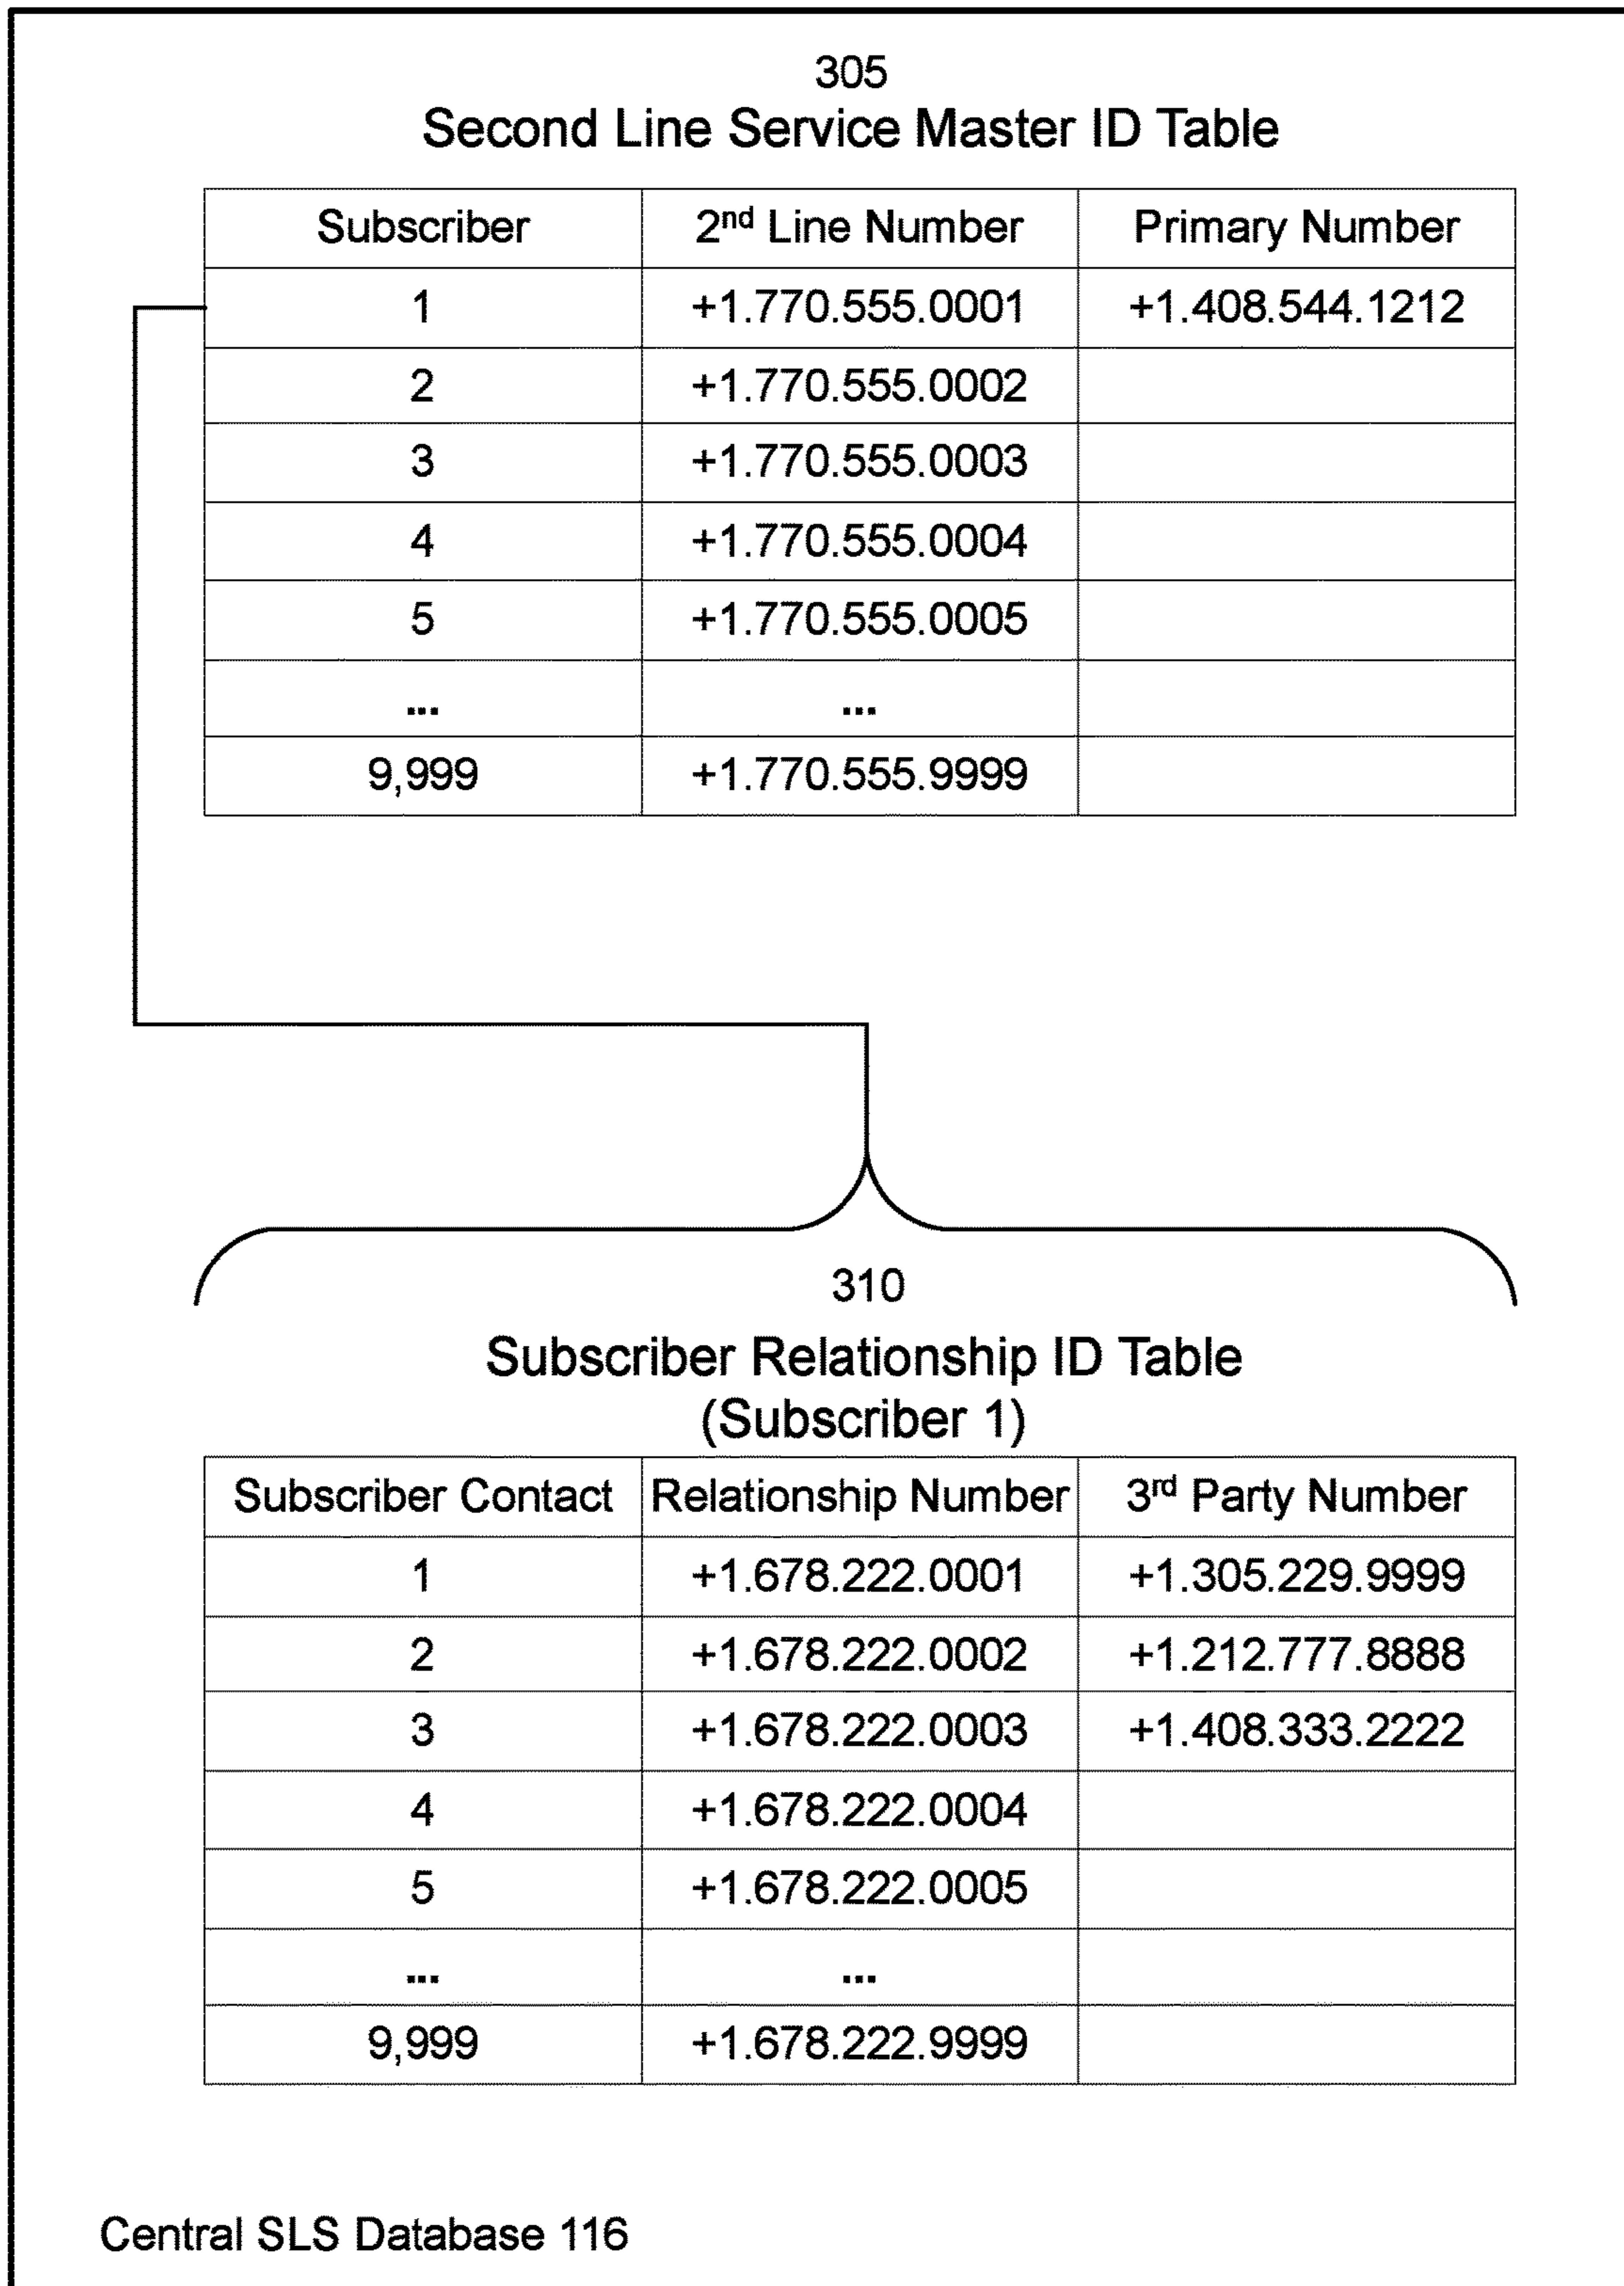 305
Second Line Service Master ID Table
Subscriber 2nd Line Number Primary Number
1 +1.770.555.0001 +1.408.544.1212
2 +1.770.555.0002
3 +1.770.555.0003
4 +1.770.555.0004
5 +1.770.555.0005
... ...
9,999 +1.770.555.9999
310
Subscriber Relationship ID Table
(Subscriber 1)
Subscriber Contact Relationship Number 3rd Party Number
1 +1.678.222.0001 +1.305.229.9999
2 +1.678.222.0002 +1.212.777.8888
3 +1.678.222.0003 +1.408.333.2222
4 +1.678.222.0004
5 +1.678.222.0005
... ...
9,999 +1.678.222.9999
Central SLS Database 116